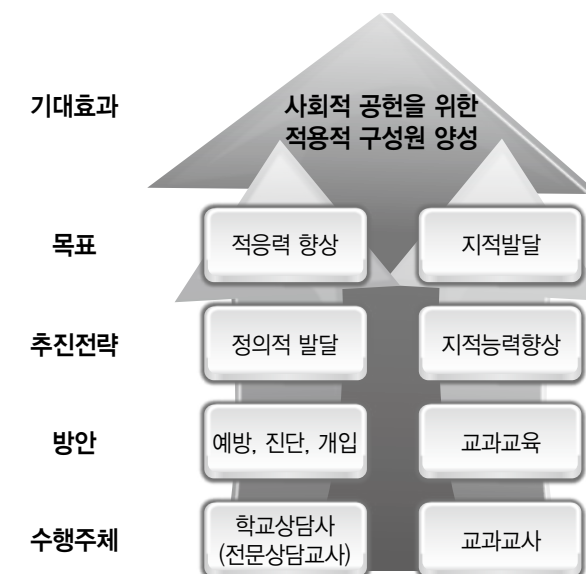 기대효과
사회적 공헌을 위한
적용적 구성원 양성
목표
적응력 향상
지적발달
추진전략
정의적 발달
지적능력향상
방안
예방, 진단, 개입
교과교육
수행주체
학교상담사
(전문상담교사)
교과교사